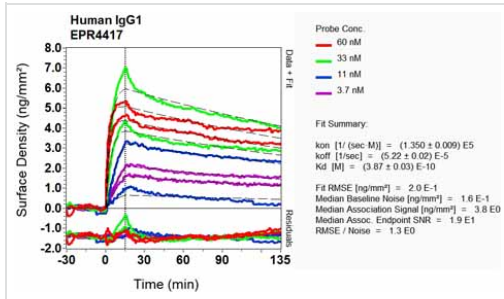 Human IgG1
EPR4417
Surface Density (ng/mm²)
8.0
7.0
6.0
5.0
4.0
3.0
2.0
1.0
0.0
-1.0
-2.0
Data + Fit
Residuals
-30 0 30 60 90 135
Time (min)
Probe Conc.
60 nM
33 nM
11 nM
3.7 nM
Fit Summary:
kon [1/ (sec·M)] = (1.350 ± 0.009) E5
koff [1/sec] = (5.22 ± 0.02) E-5
Kd [M] = (3.87 ± 0.03) E-10
Fit RMSE [ng/mm²] = 2.0 E-1
Median Baseline Noise [ng/mm²] = 1.6 E-1
Median Association Signal [ng/mm²] = 3.8 E0
Median Assoc. Endpoint SNR = 1.9 E1
RMSE / Noise = 1.3 E0